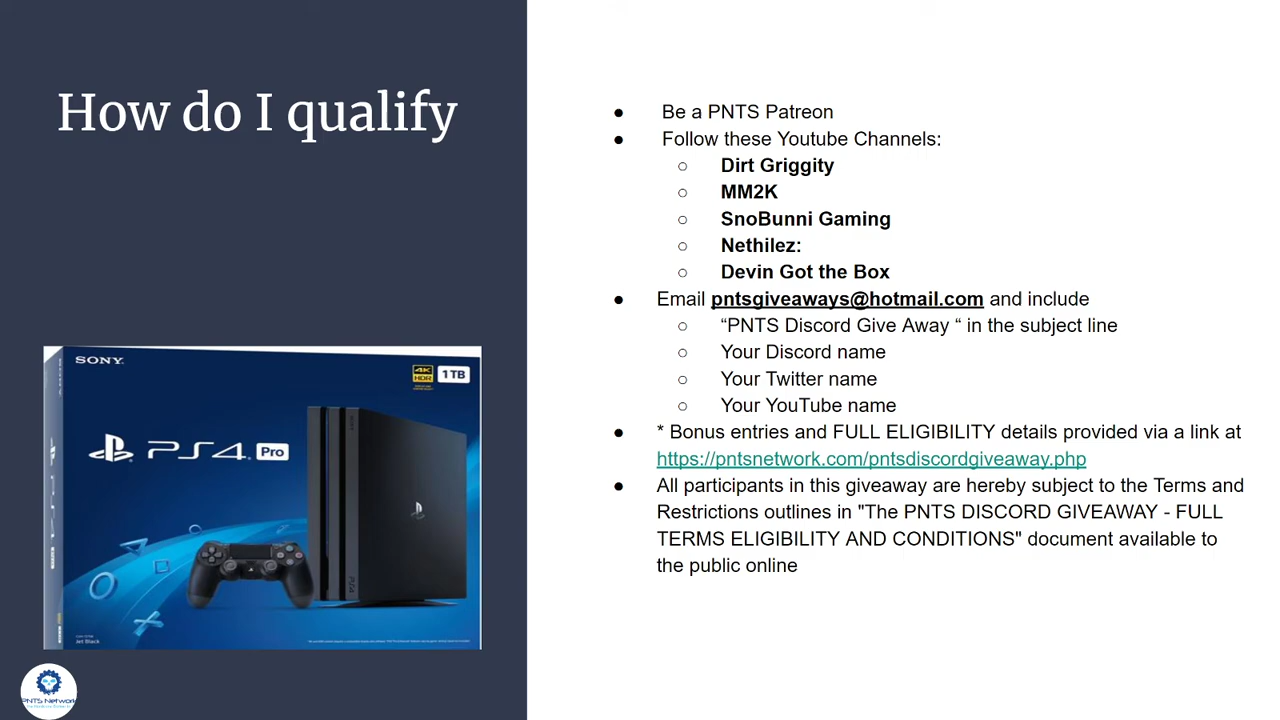 How do I qualify
SONY
4K
HDR
1TB
PS4 Pro
Jet Black
PNTS Network
● Be a PNTS Patreon
● Follow these Youtube Channels:
○ Dirt Griggity
○ MM2K
○ SnoBunni Gaming
○ Nethilez:
○ Devin Got the Box
● Email pntsgiveaways@hotmail.com and include
○ “PNTS Discord Give Away “ in the subject line
○ Your Discord name
○ Your Twitter name
○ Your YouTube name
● * Bonus entries and FULL ELIGIBILITY details provided via a link at
https://pntsnetwork.com/pntsdiscordgiveaway.php
● All participants in this giveaway are hereby subject to the Terms and
Restrictions outlines in "The PNTS DISCORD GIVEAWAY - FULL
TERMS ELIGIBILITY AND CONDITIONS" document available to
the public online